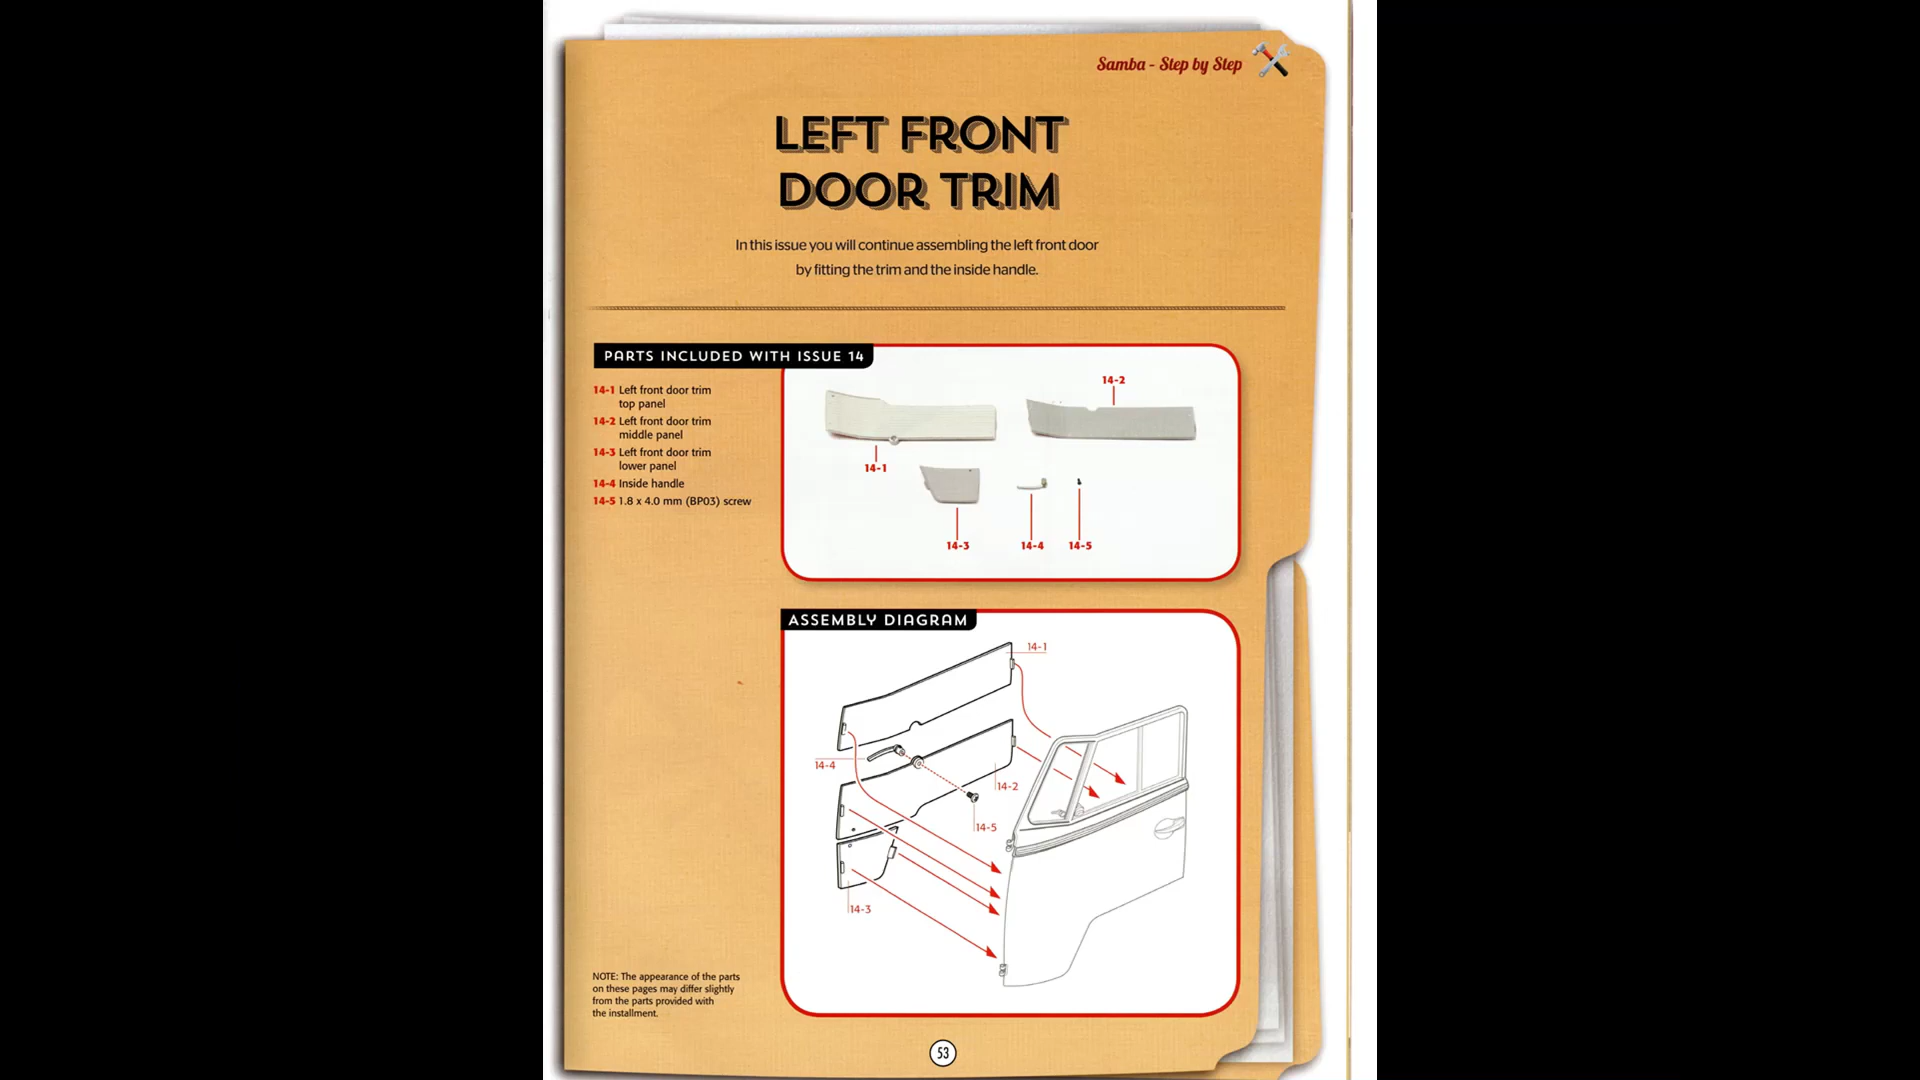 Samba - Step by Step
LEFT FRONT
DOOR TRIM
In this issue you will continue assembling the left front door
by fitting the trim and the inside handle.
PARTS INCLUDED WITH ISSUE 14
14-1 Left front door trim
top panel
14-2 Left front door trim
middle panel
14-3 Left front door trim
lower panel
14-4 Inside handle
14-5 1.8 x 4.0 mm (BP03) screw
14-2
14-1
14-3
14-4
14-5
ASSEMBLY DIAGRAM
14-1
14-4
14-2
14-5
14-3
NOTE: The appearance of the parts
on these pages may differ slightly
from the parts provided with
the installment.
53